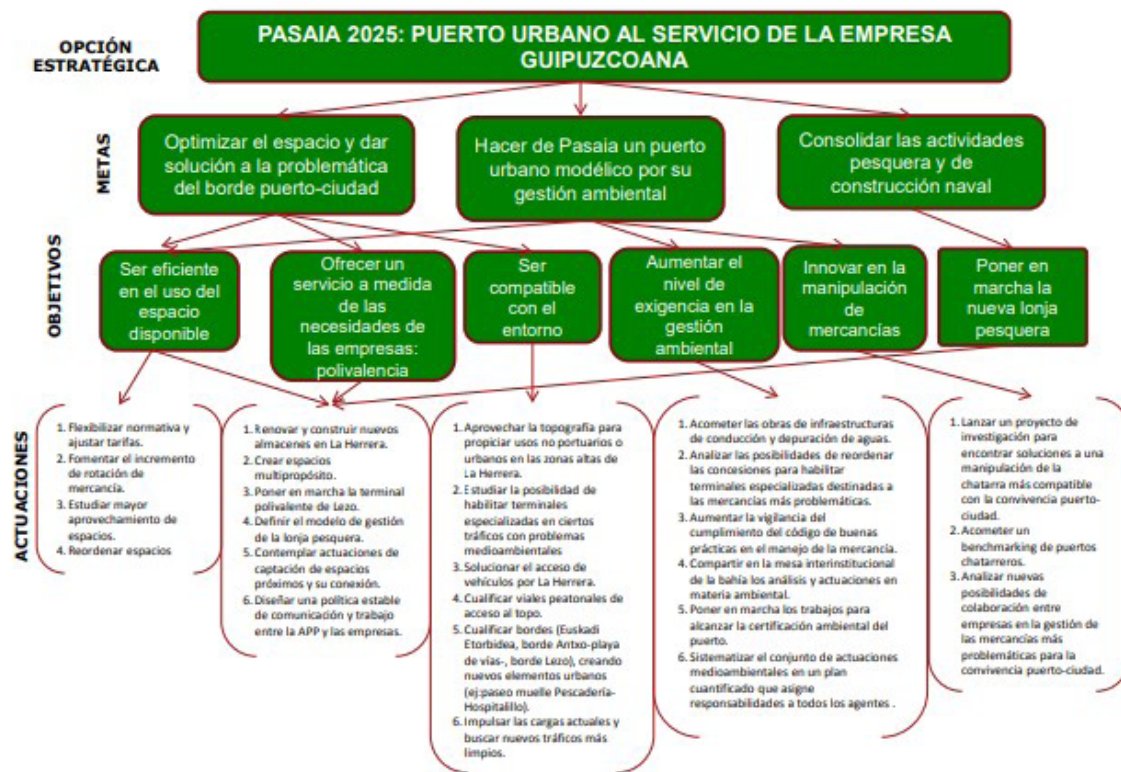 OPCIÓN
ESTRATÉGICA
PASAIA 2025: PUERTO URBANO AL SERVICIO DE LA EMPRESA
GUIPUZCOANA
METAS
Optimizar el espacio y dar
solución a la problemática
del borde puerto-ciudad
Hacer de Pasaia un puerto
urbano modélico por su
gestión ambiental
Consolidar las actividades
pesquera y de
construcción naval
OBJETIVOS
Ser eficiente
en el uso del
espacio
disponible
Ofrecer un
servicio a medida
de las
necesidades de
las empresas:
polivalencia
Ser
compatible
con el
entorno
Aumentar el
nivel de
exigencia en la
gestión
ambiental
Innovar en la
manipulación
de
mercancías
Poner en
marcha la
nueva lonja
pesquera
ACTUACIONES
1. Flexibilizar normativa y
ajustar tarifas.
2. Fomentar el incremento
de rotación de
mercancía.
3. Estudiar mayor
aprovechamiento de
espacios.
4. Reordenar espacios
1. Renovar y construir nuevos
almacenes en La Herrera.
2. Crear espacios
multipropósito.
3. Poner en marcha la terminal
polivalente de Lezo.
4. Definir el modelo de gestión
de la lonja pesquera.
5. Contemplar actuaciones de
captación de espacios
próximos y su conexión.
6. Diseñar una política estable
de comunicación y trabajo
entre la APP y las empresas.
1. Aprovechar la topografía para
propiciar usos no portuarios o
urbanos en las zonas altas de
La Herrera.
2. Estudiar la posibilidad de
habilitar terminales
especializadas en ciertos
tráficos con problemas
medioambientales
3. Solucionar el acceso de
vehículos por La Herrera.
4. Cualificar viales peatonales de
acceso al topo.
5. Cualificar bordes (Euskadi
Etorbidea, borde Antxo-playa
de vías-, borde Lezo), creando
nuevos elementos urbanos
(ej:paseo muelle Pescadería-
Hospitalillo).
6. Impulsar las cargas actuales y
buscar nuevos tráficos más
limpios.
1. Acometer las obras de infraestructuras
de conducción y depuración de aguas.
2. Analizar las posibilidades de reordenar
las concesiones para habilitar
terminales especializadas destinadas a
las mercancías más problemáticas.
3. Aumentar la vigilancia del
cumplimiento del código de buenas
prácticas en el manejo de la mercancía.
4. Compartir en la mesa interinstitucional
de la bahía los análisis y actuaciones en
materia ambiental.
5. Poner en marcha los trabajos para
alcanzar la certificación ambiental del
puerto.
6. Sistematizar el conjunto de actuaciones
medioambientales en un plan
cuantificado que asigne
responsabilidades a todos los agentes .
1. Lanzar un proyecto de
investigación para
encontrar soluciones a una
manipulación de la
chatarra más compatible
con la convivencia puerto-
ciudad.
2. Acometer un
benchmarking de puertos
chatarreros.
3. Analizar nuevas
posibilidades de
colaboración entre
empresas en la gestión de
las mercancías más
problemáticas para la
convivencia puerto-ciudad.